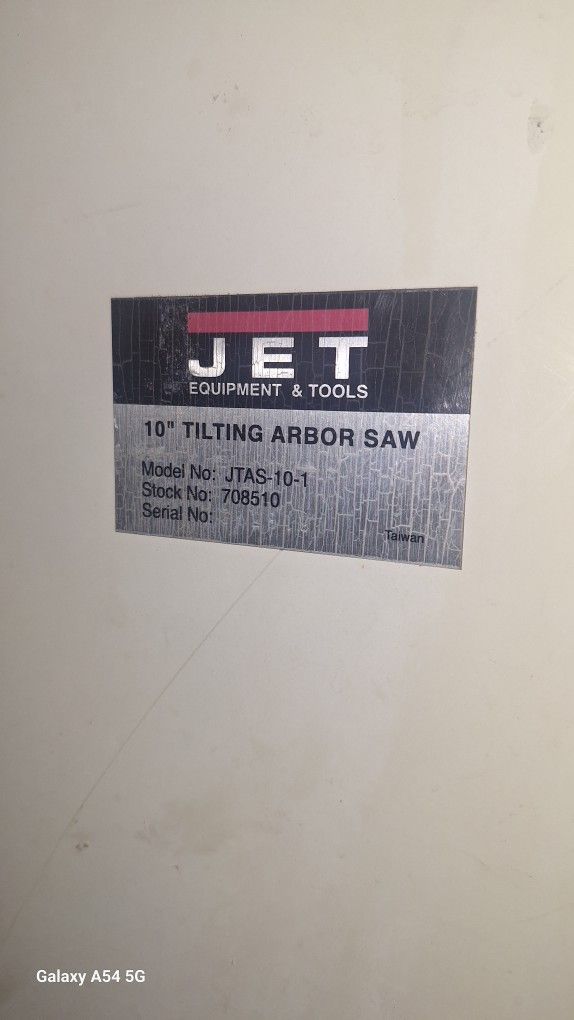 JET
EQUIPMENT & TOOLS
10" TILTING ARBOR SAW
Model No: JTAS-10-1
Stock No: 708510
Serial No:
Taiwan
Galaxy A54 5G